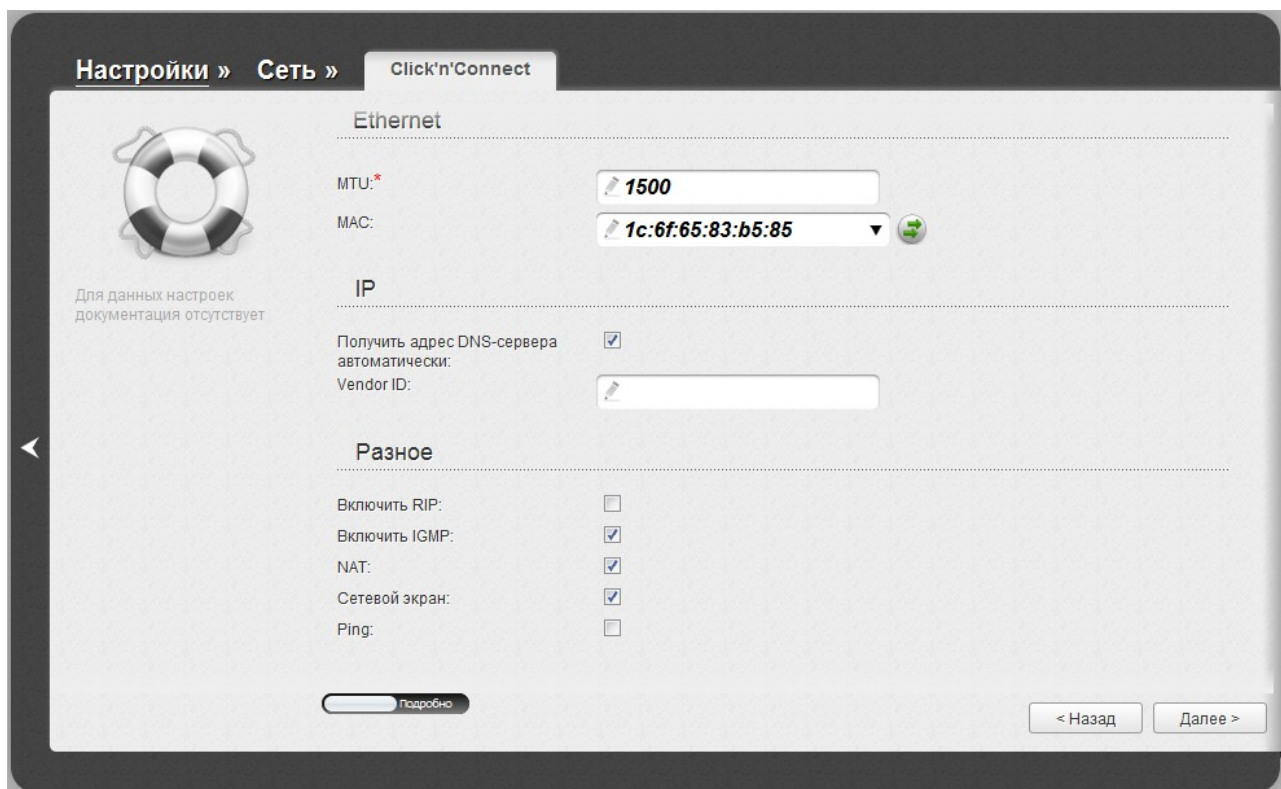 Настройки » Сеть » Click'n'Connect
Ethernet
MTU:*
1500
MAC:
1c:6f:65:83:b5:85
Для данных настроек
документация отсутствует
IP
Получить адрес DNS-сервера
автоматически:
Vendor ID:
Разное
Включить RIP:
Включить IGMP:
NAT:
Сетевой экран:
Ping:
Подробно
< Назад
Далее >